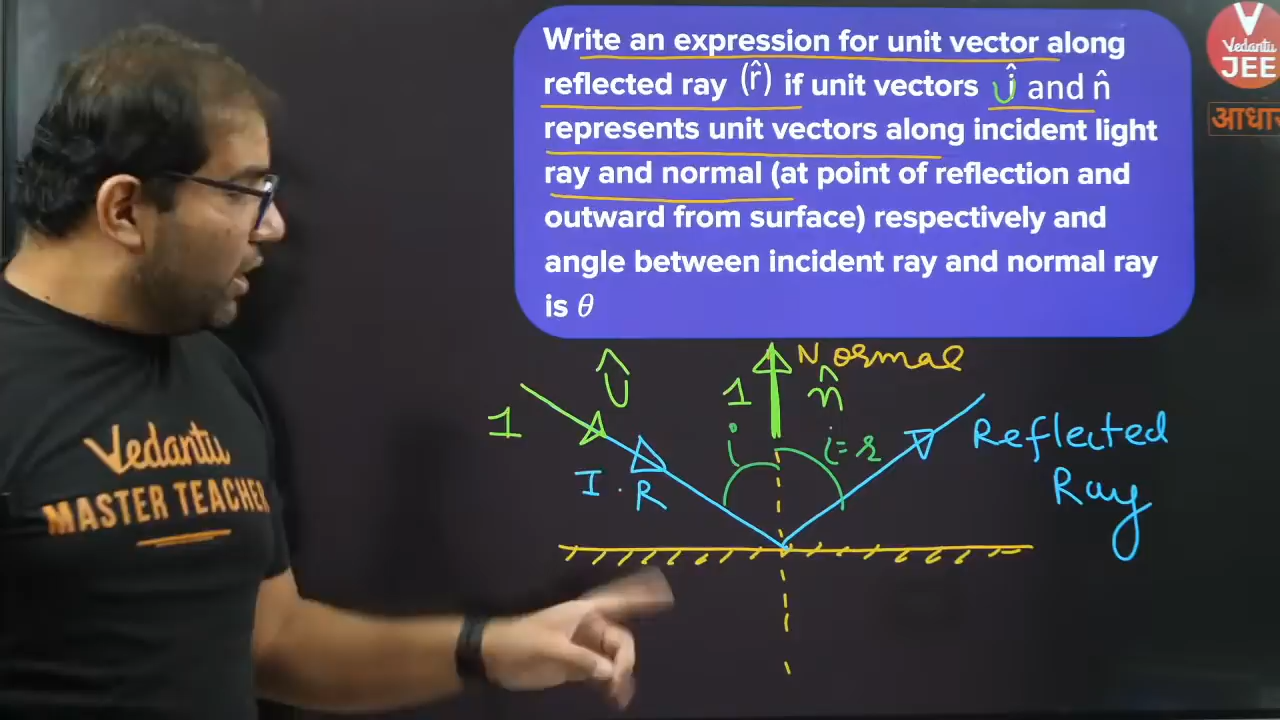 Write an expression for unit vector along
reflected ray (r̂) if unit vectors û and n̂
represents unit vectors along incident light
ray and normal (at point of reflection and
outward from surface) respectively and
angle between incident ray and normal ray
is θ
Vedantu
JEE
आधार
Normal
û
1
1
n̂
i
i=r
I.R
Reflected
Ray
Vedantu
MASTER TEACHER